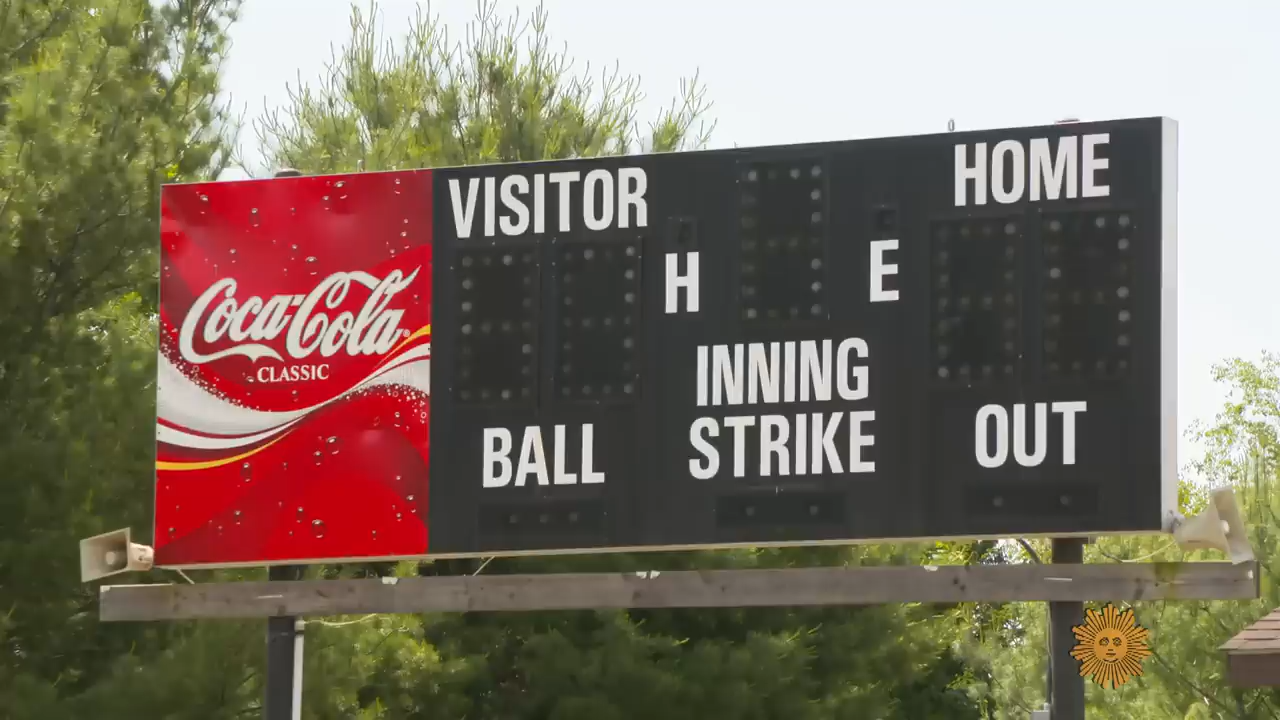 Coca-Cola
CLASSIC
VISITOR
HOME
H
E
INNING
BALL
STRIKE
OUT